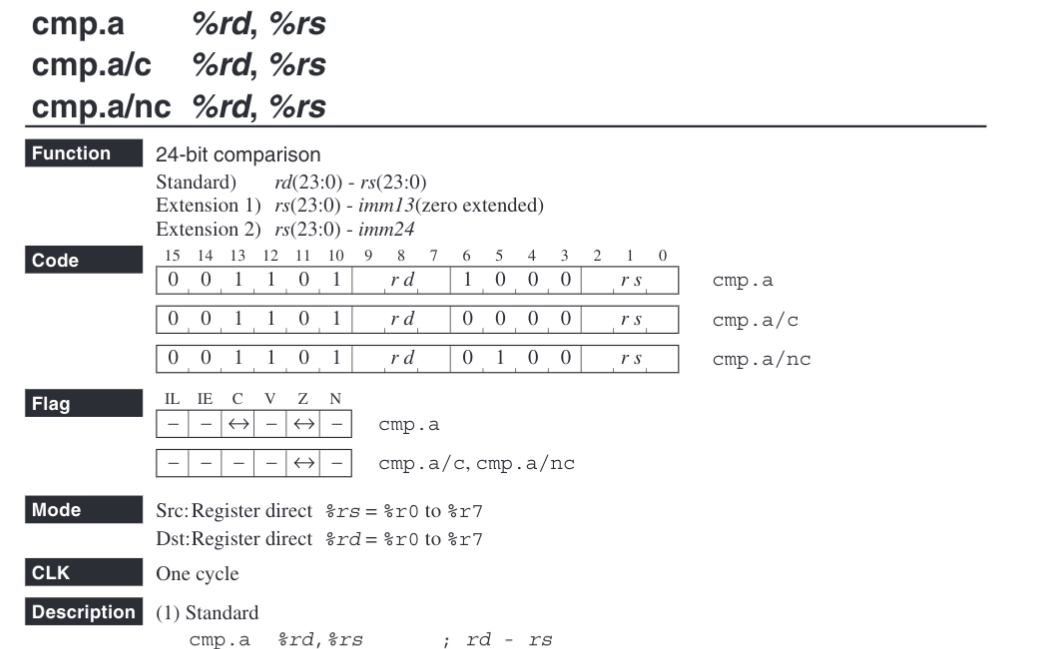 cmp.a %rd, %rs
cmp.a/c %rd, %rs
cmp.a/nc %rd, %rs
Function 24-bit comparison
Standard) rd(23:0) - rs(23:0)
Extension 1) rs(23:0) - imm13(zero extended)
Extension 2) rs(23:0) - imm24
Code 15 14 13 12 11 10 9 8 7 6 5 4 3 2 1 0
0 0 1 1 0 1 r d 1 0 0 0 r s cmp.a
0 0 1 1 0 1 r d 0 0 0 0 r s cmp.a/c
0 0 1 1 0 1 r d 0 1 0 0 r s cmp.a/nc
Flag IL IE C V Z N
– – ↔ – ↔ – cmp.a
– – – – ↔ – cmp.a/c, cmp.a/nc
Mode Src:Register direct %rs = %r0 to %r7
Dst:Register direct %rd = %r0 to %r7
CLK One cycle
Description (1) Standard
cmp.a %rd,%rs ; rd - rs